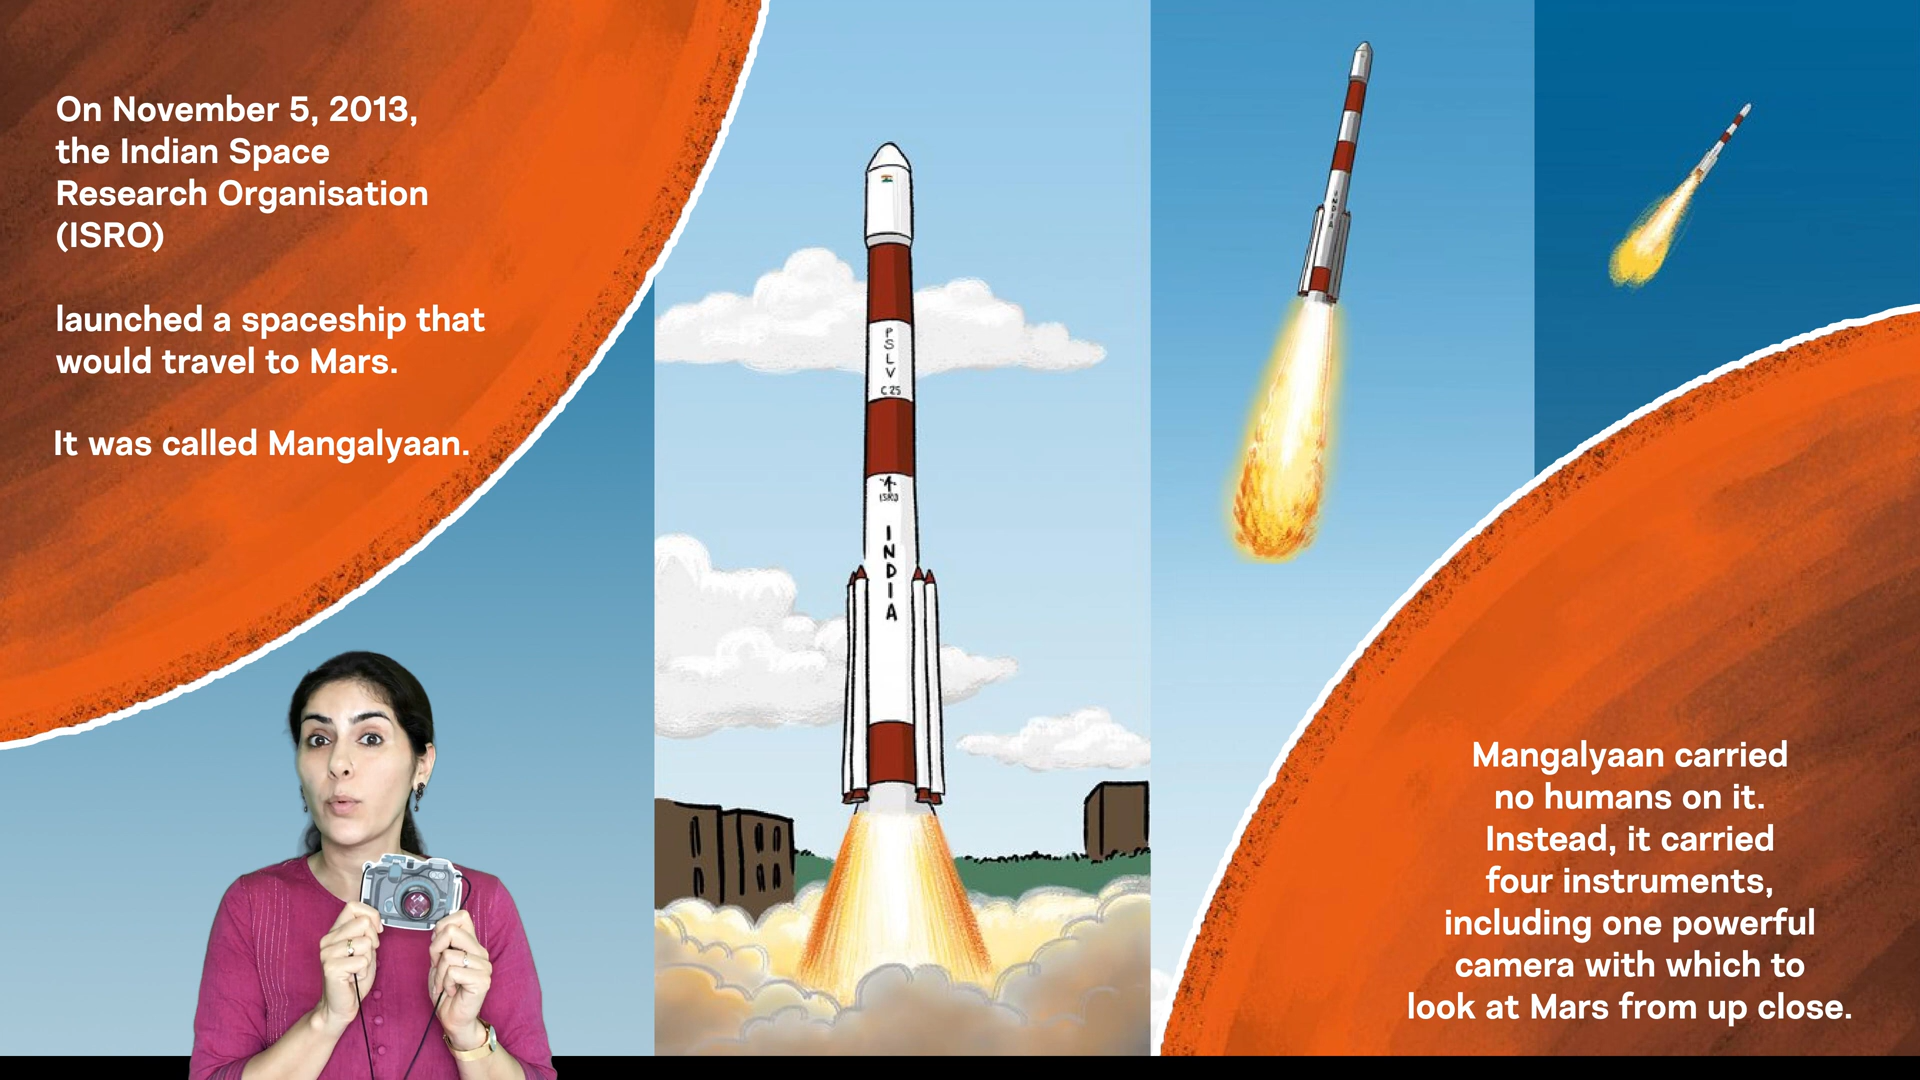 On November 5, 2013,
the Indian Space
Research Organisation
(ISRO)
launched a spaceship that
would travel to Mars.
It was called Mangalyaan.
P
S
L
V
C 25
ISRO
I
N
D
I
A
I
N
D
I
A
Mangalyaan carried
no humans on it.
Instead, it carried
four instruments,
including one powerful
camera with which to
look at Mars from up close.